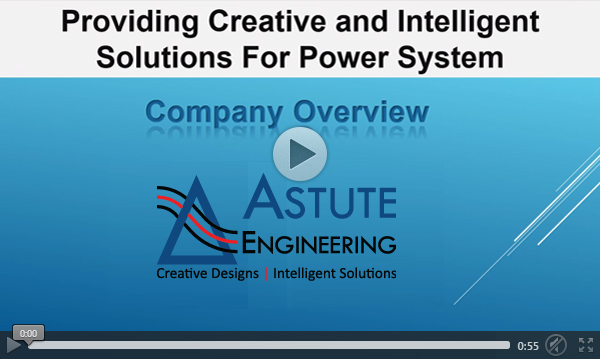 Providing Creative and Intelligent
Solutions For Power System
Company Overview
ASTUTE
ENGINEERING
Creative Designs | Intelligent Solutions
0:00
0:55